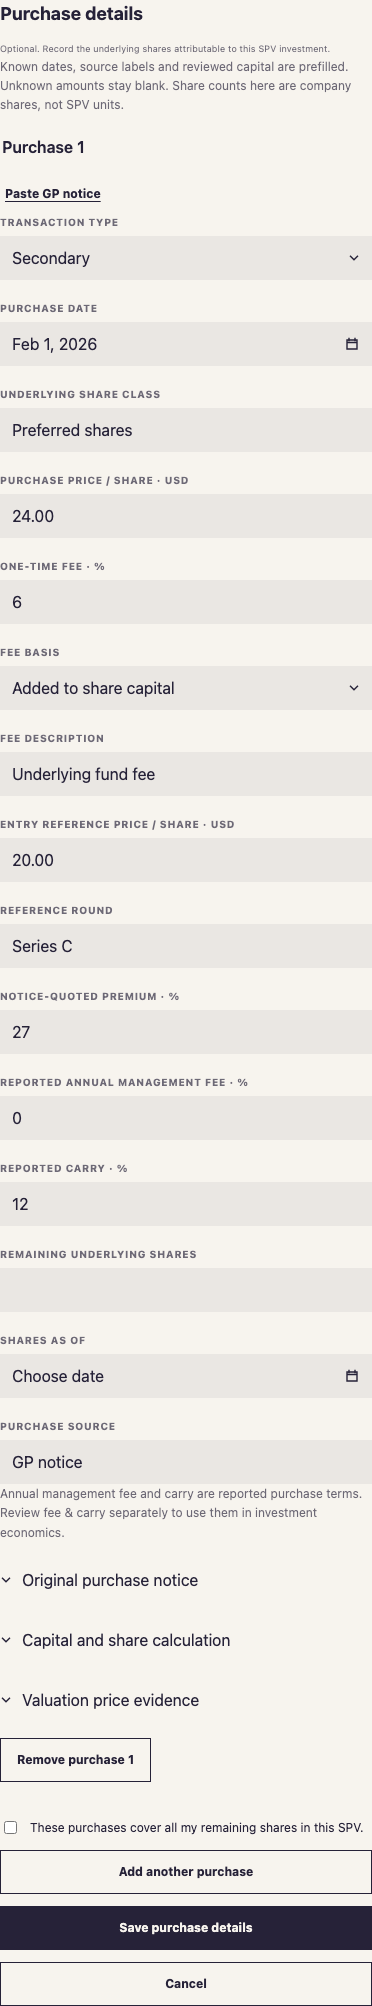 Purchase details
Optional. Record the underlying shares attributable to this SPV investment.
Known dates, source labels and reviewed capital are prefilled.
Unknown amounts stay blank. Share counts here are company
shares, not SPV units.
Purchase 1
Paste GP notice
TRANSACTION TYPE
Secondary
PURCHASE DATE
Feb 1, 2026
UNDERLYING SHARE CLASS
Preferred shares
PURCHASE PRICE / SHARE · USD
24.00
ONE-TIME FEE · %
6
FEE BASIS
Added to share capital
FEE DESCRIPTION
Underlying fund fee
ENTRY REFERENCE PRICE / SHARE · USD
20.00
REFERENCE ROUND
Series C
NOTICE-QUOTED PREMIUM · %
27
REPORTED ANNUAL MANAGEMENT FEE · %
0
REPORTED CARRY · %
12
REMAINING UNDERLYING SHARES
SHARES AS OF
Choose date
PURCHASE SOURCE
GP notice
Annual management fee and carry are reported purchase terms.
Review fee & carry separately to use them in investment
economics.
Original purchase notice
Capital and share calculation
Valuation price evidence
Remove purchase 1
These purchases cover all my remaining shares in this SPV.
Add another purchase
Save purchase details
Cancel